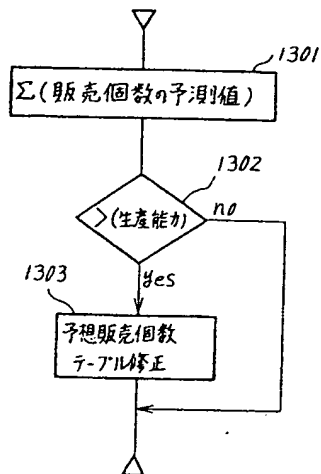 1301
Σ(販売個数の予測値)
1302
>(生産能力)
no
yes
1303
予想販売個数
テーブル修正